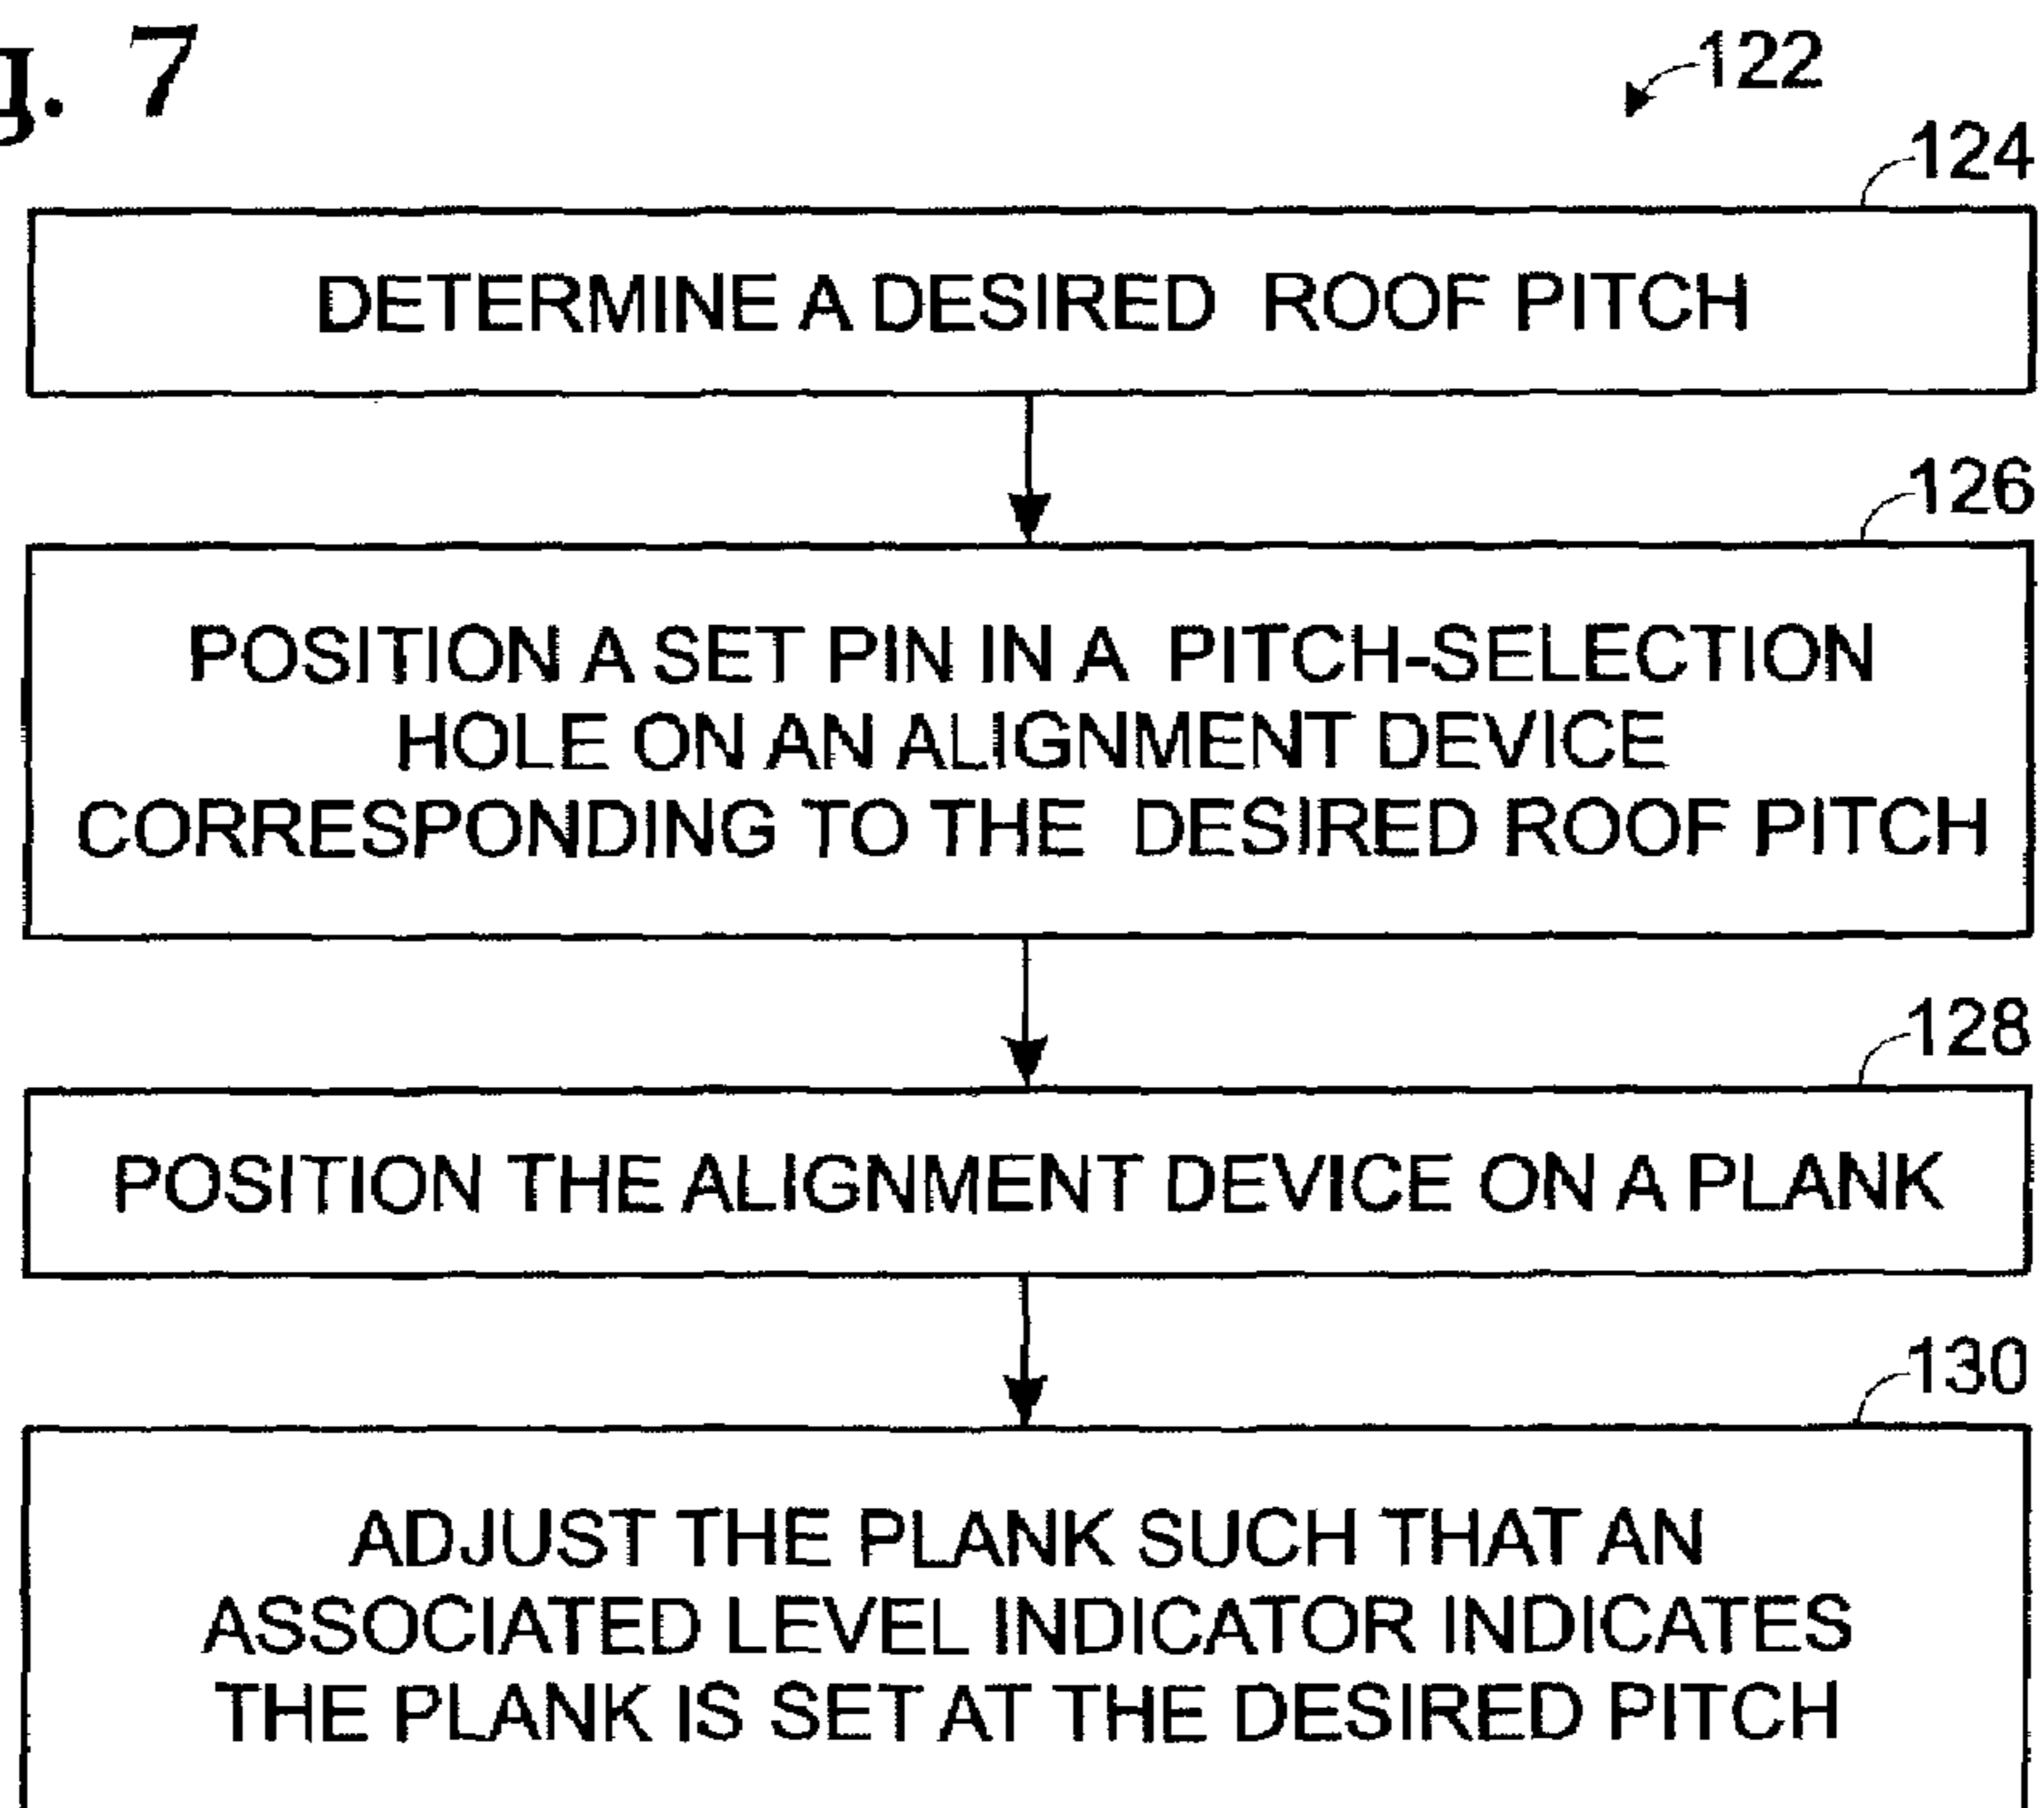 g. 7
122
124
DETERMINE A DESIRED ROOF PITCH
126
POSITION A SET PIN IN A PITCH-SELECTION
HOLE ON AN ALIGNMENT DEVICE
CORRESPONDING TO THE DESIRED ROOF PITCH
128
POSITION THE ALIGNMENT DEVICE ON A PLANK
130
ADJUST THE PLANK SUCH THAT AN
ASSOCIATED LEVEL INDICATOR INDICATES
THE PLANK IS SET AT THE DESIRED PITCH